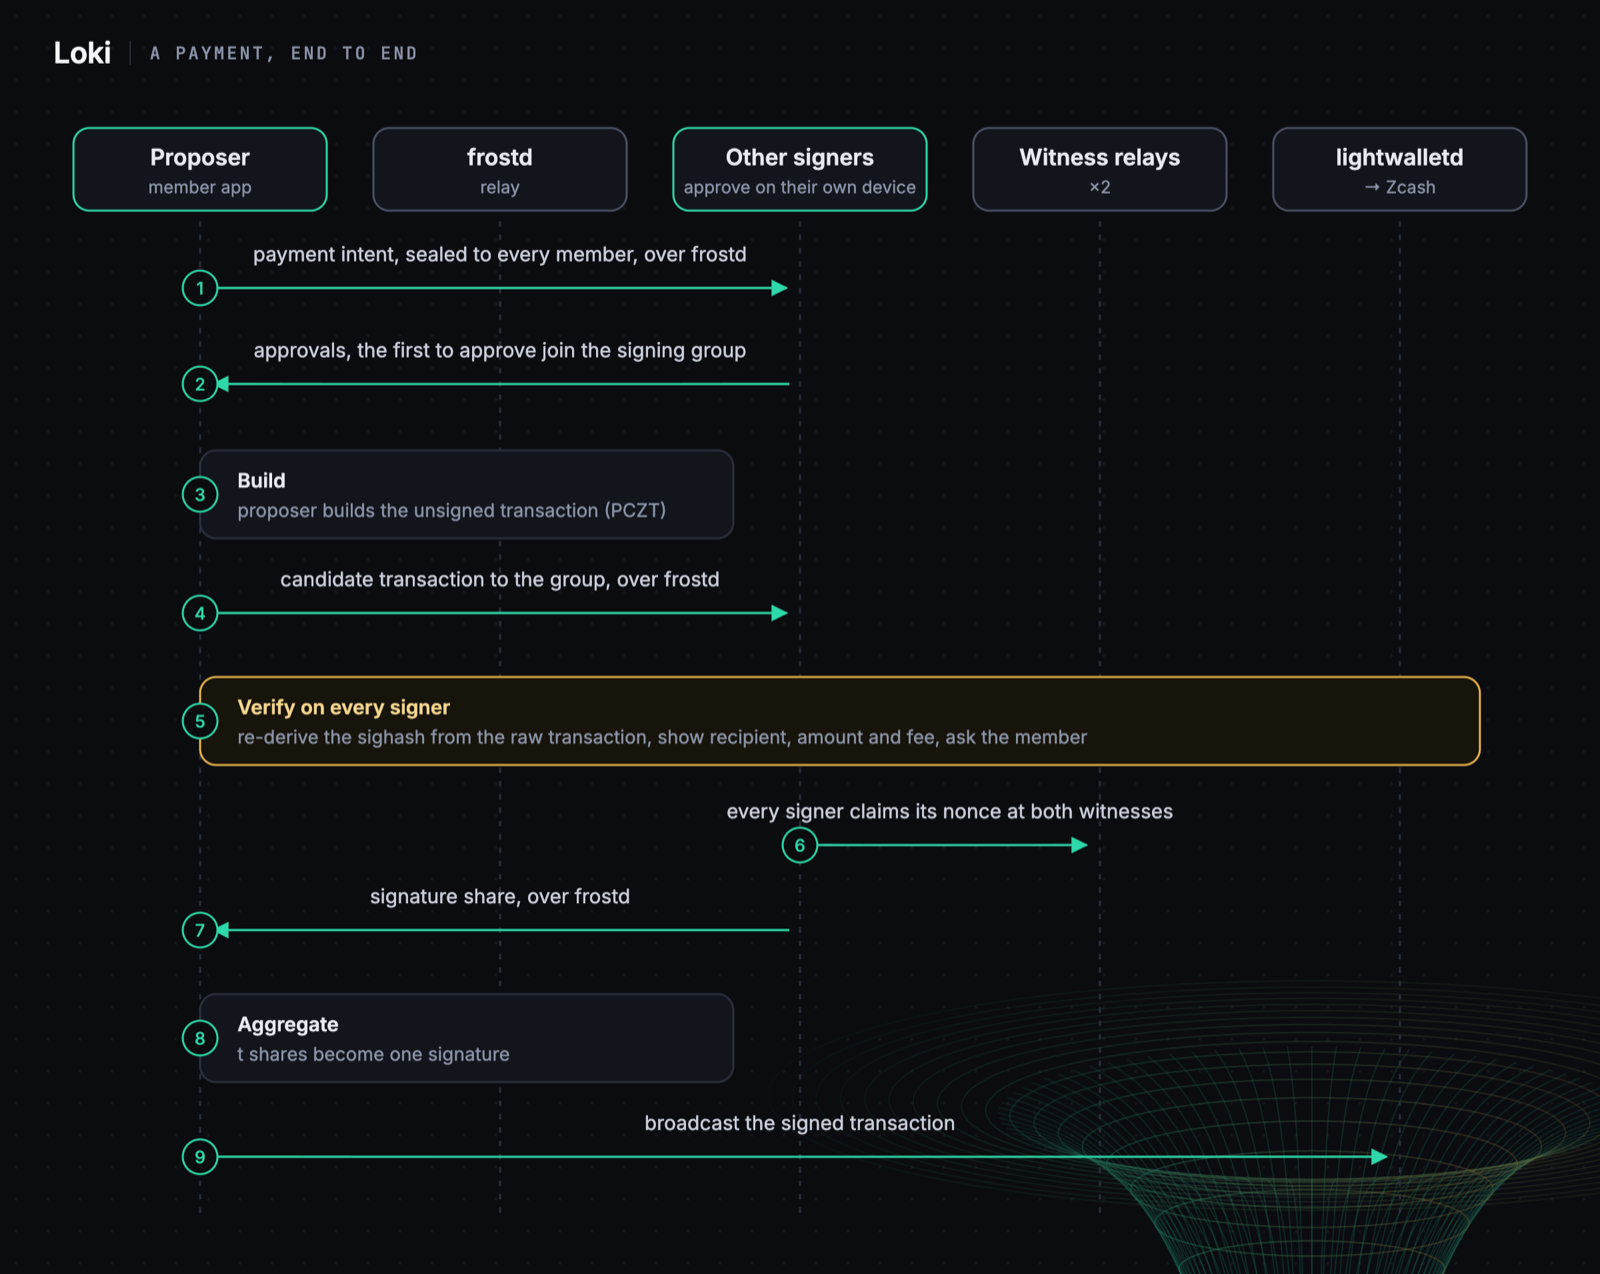 Loki
A PAYMENT, END TO END
Proposer
member app
frostd
relay
Other signers
approve on their own device
Witness relays
×2
lightwalletd
→ Zcash
payment intent, sealed to every member, over frostd
1
approvals, the first to approve join the signing group
2
Build
3
proposer builds the unsigned transaction (PCZT)
candidate transaction to the group, over frostd
4
Verify on every signer
5
re-derive the sighash from the raw transaction, show recipient, amount and fee, ask the member
every signer claims its nonce at both witnesses
6
signature share, over frostd
7
Aggregate
8
t shares become one signature
broadcast the signed transaction
9